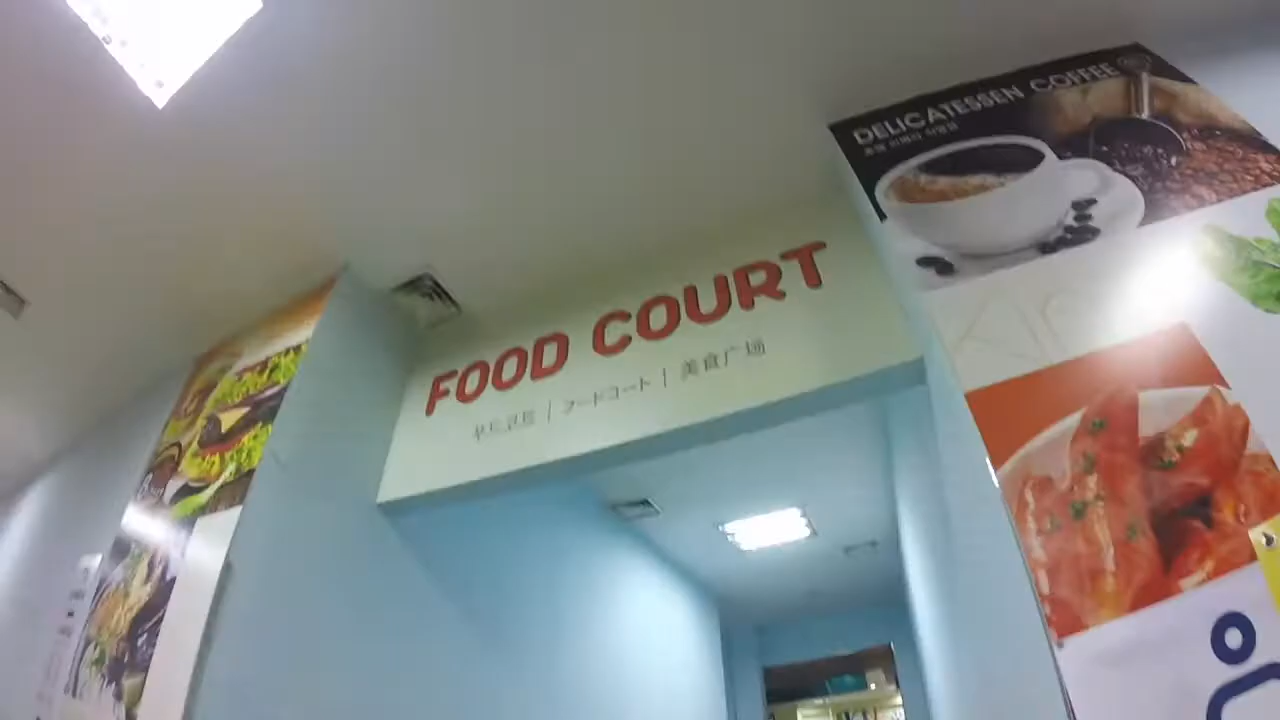 DELICATESSEN COFFEE
FOOD COURT
푸드코트 | フードコート | 美食广场